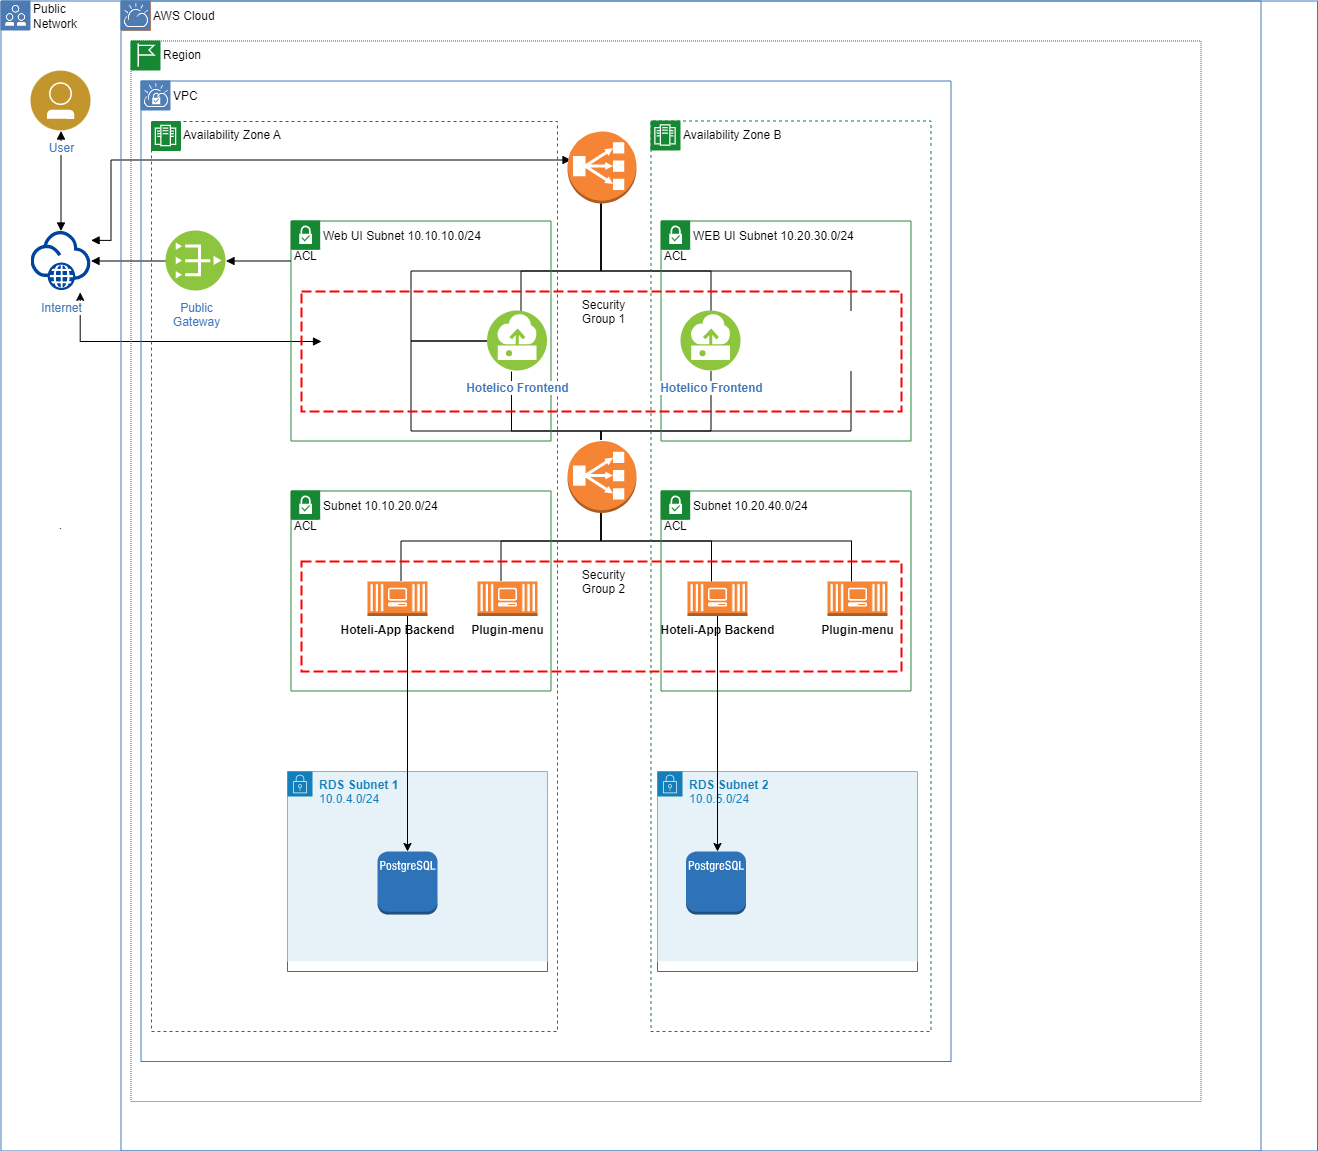 Public
Network
AWS Cloud
Region
VPC
Availability Zone A
Availability Zone B
User
Web UI Subnet 10.10.10.0/24
ACL
WEB UI Subnet 10.20.30.0/24
ACL
Internet
Public
Gateway
Security
Group 1
Hotelico Frontend
Hotelico Frontend
Subnet 10.10.20.0/24
ACL
Subnet 10.20.40.0/24
ACL
.
Security
Group 2
Hoteli-App Backend
Plugin-menu
Hoteli-App Backend
Plugin-menu
RDS Subnet 1
10.0.4.0/24
RDS Subnet 2
10.0.5.0/24
PostgreSQL
PostgreSQL